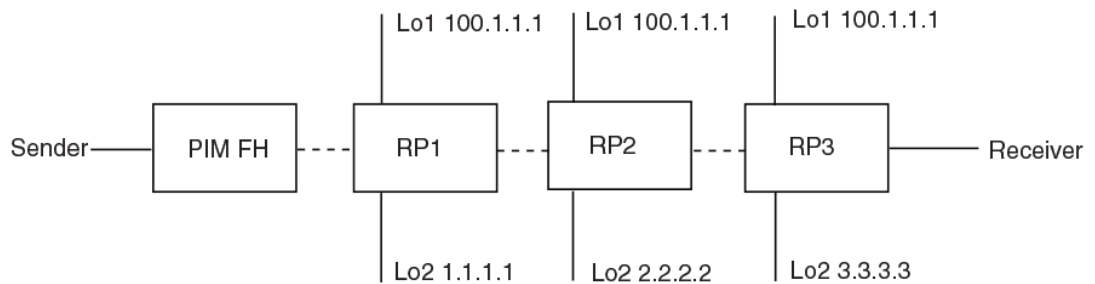 Lo1 100.1.1.1
Lo1 100.1.1.1
Lo1 100.1.1.1
Sender
PIM FH
RP1
RP2
RP3
Receiver
Lo2 1.1.1.1
Lo2 2.2.2.2
Lo2 3.3.3.3